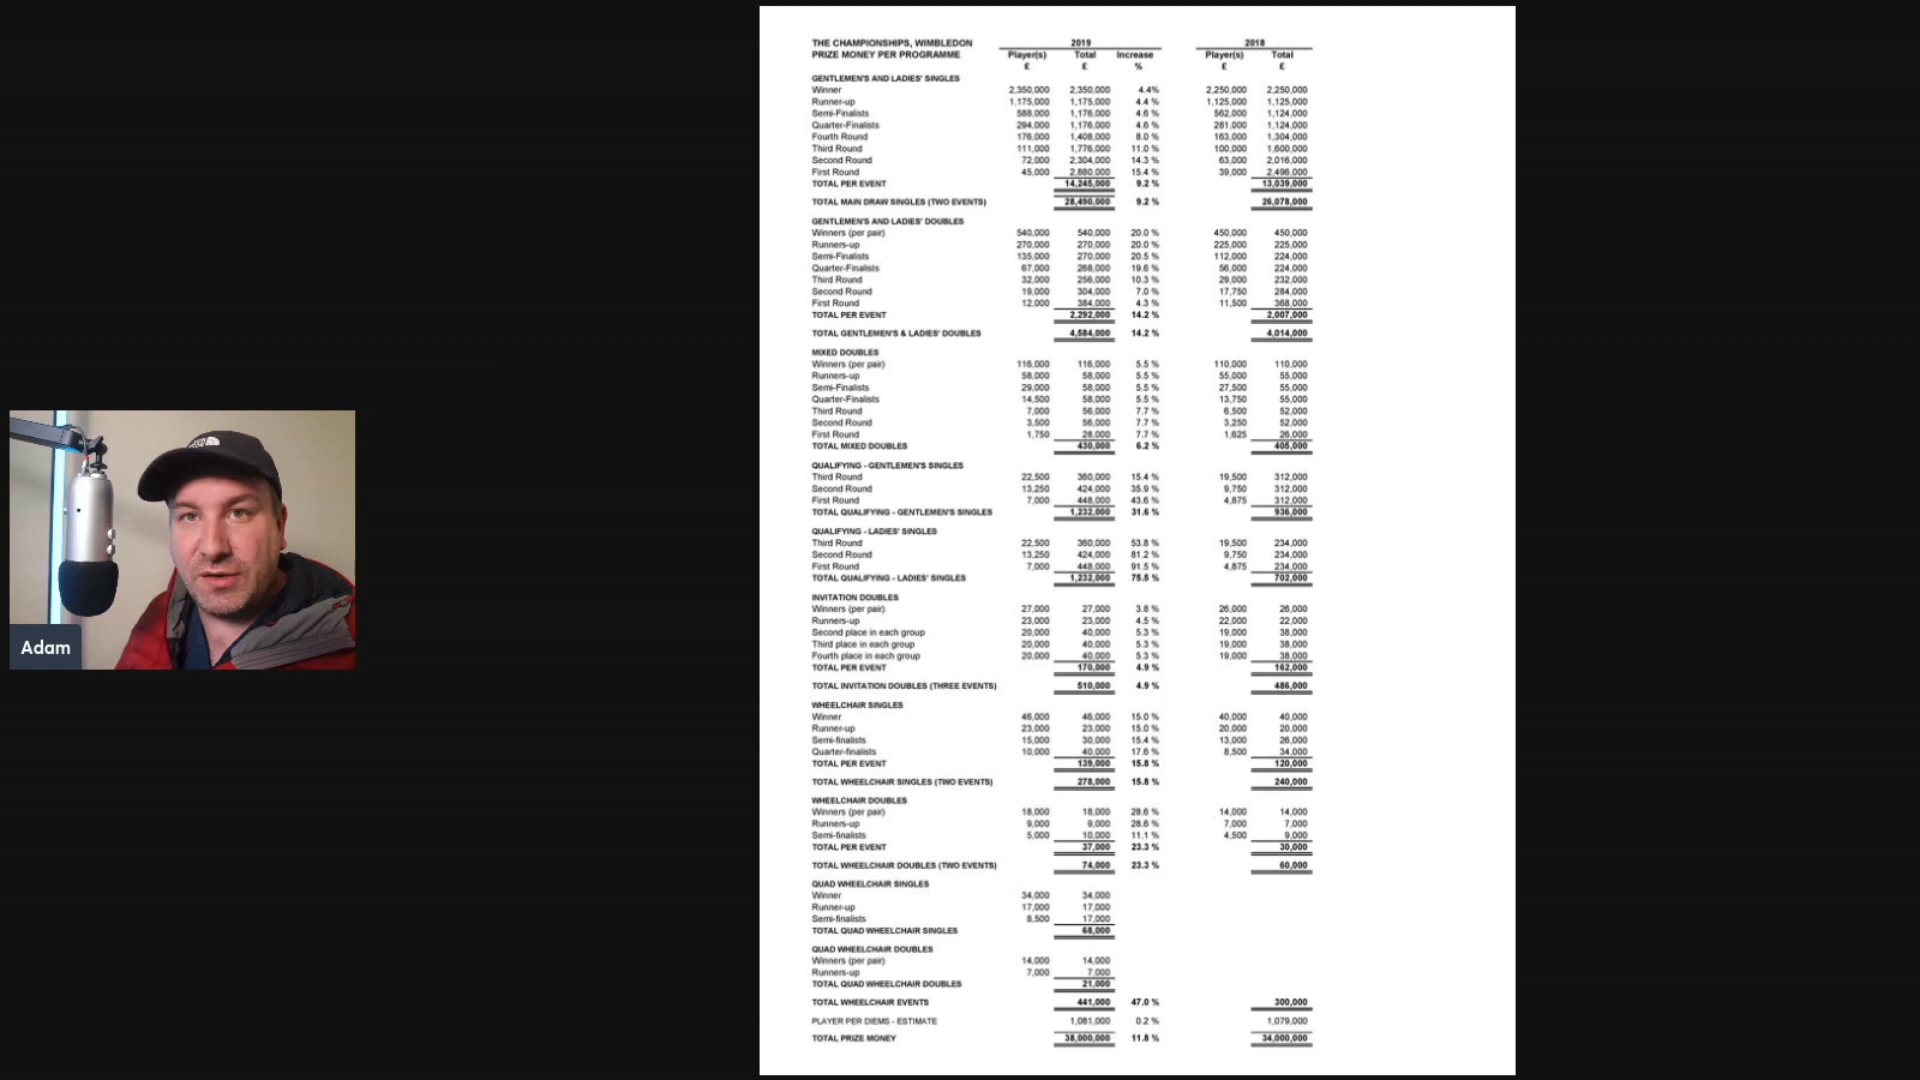 THE CHAMPIONSHIPS, WIMBLEDON 2019 2018
PRIZE MONEY PER PROGRAMME Player(s) Total Increase Player(s) Total
£ £ % £ £
GENTLEMEN'S AND LADIES' SINGLES
Winner 2,350,000 2,350,000 4.4% 2,250,000 2,250,000
Runner-up 1,175,000 1,175,000 4.4 % 1,125,000 1,125,000
Semi-Finalists 588,000 1,176,000 4.6 % 562,000 1,124,000
Quarter-Finalists 294,000 1,176,000 4.6 % 281,000 1,124,000
Fourth Round 176,000 1,408,000 8.0 % 163,000 1,304,000
Third Round 111,000 1,776,000 11.0 % 100,000 1,600,000
Second Round 72,000 2,304,000 14.3 % 63,000 2,016,000
First Round 45,000 2,880,000 15.4 % 39,000 2,496,000
TOTAL PER EVENT 14,245,000 9.2 % 13,039,000
TOTAL MAIN DRAW SINGLES (TWO EVENTS) 28,490,000 9.2 % 26,078,000
GENTLEMEN'S AND LADIES' DOUBLES
Winners (per pair) 540,000 540,000 20.0 % 450,000 450,000
Runners-up 270,000 270,000 20.0 % 225,000 225,000
Semi-Finalists 135,000 270,000 20.5 % 112,000 224,000
Quarter-Finalists 67,000 268,000 19.6 % 56,000 224,000
Third Round 32,000 256,000 10.3 % 29,000 232,000
Second Round 19,000 304,000 7.0 % 17,750 284,000
First Round 12,000 384,000 4.3 % 11,500 368,000
TOTAL PER EVENT 2,292,000 14.2 % 2,007,000
TOTAL GENTLEMEN'S & LADIES' DOUBLES 4,584,000 14.2 % 4,014,000
MIXED DOUBLES
Winners (per pair) 116,000 116,000 5.5 % 110,000 110,000
Runners-up 58,000 58,000 5.5 % 55,000 55,000
Semi-Finalists 29,000 58,000 5.5 % 27,500 55,000
Quarter-Finalists 14,500 58,000 5.5 % 13,750 55,000
Third Round 7,000 56,000 7.7 % 6,500 52,000
Second Round 3,500 56,000 7.7 % 3,250 52,000
First Round 1,750 28,000 7.7 % 1,625 26,000
TOTAL MIXED DOUBLES 430,000 6.2 % 405,000
QUALIFYING - GENTLEMEN'S SINGLES
Third Round 22,500 360,000 15.4 % 19,500 312,000
Second Round 13,250 424,000 35.9 % 9,750 312,000
First Round 7,000 448,000 43.6 % 4,875 312,000
TOTAL QUALIFYING - GENTLEMEN'S SINGLES 1,232,000 31.6 % 936,000
QUALIFYING - LADIES' SINGLES
Third Round 22,500 360,000 53.8 % 19,500 234,000
Second Round 13,250 424,000 81.2 % 9,750 234,000
First Round 7,000 448,000 91.5 % 4,875 234,000
TOTAL QUALIFYING - LADIES' SINGLES 1,232,000 75.5 % 702,000
INVITATION DOUBLES
Winners (per pair) 27,000 27,000 3.8 % 26,000 26,000
Runners-up 23,000 23,000 4.5 % 22,000 22,000
Second place in each group 20,000 40,000 5.3 % 19,000 38,000
Third place in each group 20,000 40,000 5.3 % 19,000 38,000
Fourth place in each group 20,000 40,000 5.3 % 19,000 38,000
TOTAL PER EVENT 170,000 4.9 % 162,000
TOTAL INVITATION DOUBLES (THREE EVENTS) 510,000 4.9 % 486,000
WHEELCHAIR SINGLES
Winner 46,000 46,000 15.0 % 40,000 40,000
Runner-up 23,000 23,000 15.0 % 20,000 20,000
Semi-finalists 15,000 30,000 15.4 % 13,000 26,000
Quarter-finalists 10,000 40,000 17.6 % 8,500 34,000
TOTAL PER EVENT 139,000 15.8 % 120,000
TOTAL WHEELCHAIR SINGLES (TWO EVENTS) 278,000 15.8 % 240,000
WHEELCHAIR DOUBLES
Winners (per pair) 18,000 18,000 28.6 % 14,000 14,000
Runners-up 9,000 9,000 28.6 % 7,000 7,000
Semi-finalists 5,000 10,000 11.1 % 4,500 9,000
TOTAL PER EVENT 37,000 23.3 % 30,000
TOTAL WHEELCHAIR DOUBLES (TWO EVENTS) 74,000 23.3 % 60,000
QUAD WHEELCHAIR SINGLES
Winner 34,000 34,000
Runner-up 17,000 17,000
Semi-finalists 8,500 17,000
TOTAL QUAD WHEELCHAIR SINGLES 68,000
QUAD WHEELCHAIR DOUBLES
Winners (per pair) 14,000 14,000
Runners-up 7,000 7,000
TOTAL QUAD WHEELCHAIR DOUBLES 21,000
TOTAL WHEELCHAIR EVENTS 441,000 47.0 % 300,000
PLAYER PER DIEMS - ESTIMATE 1,081,000 0.2 % 1,079,000
TOTAL PRIZE MONEY 38,000,000 11.8 % 34,000,000
Adam